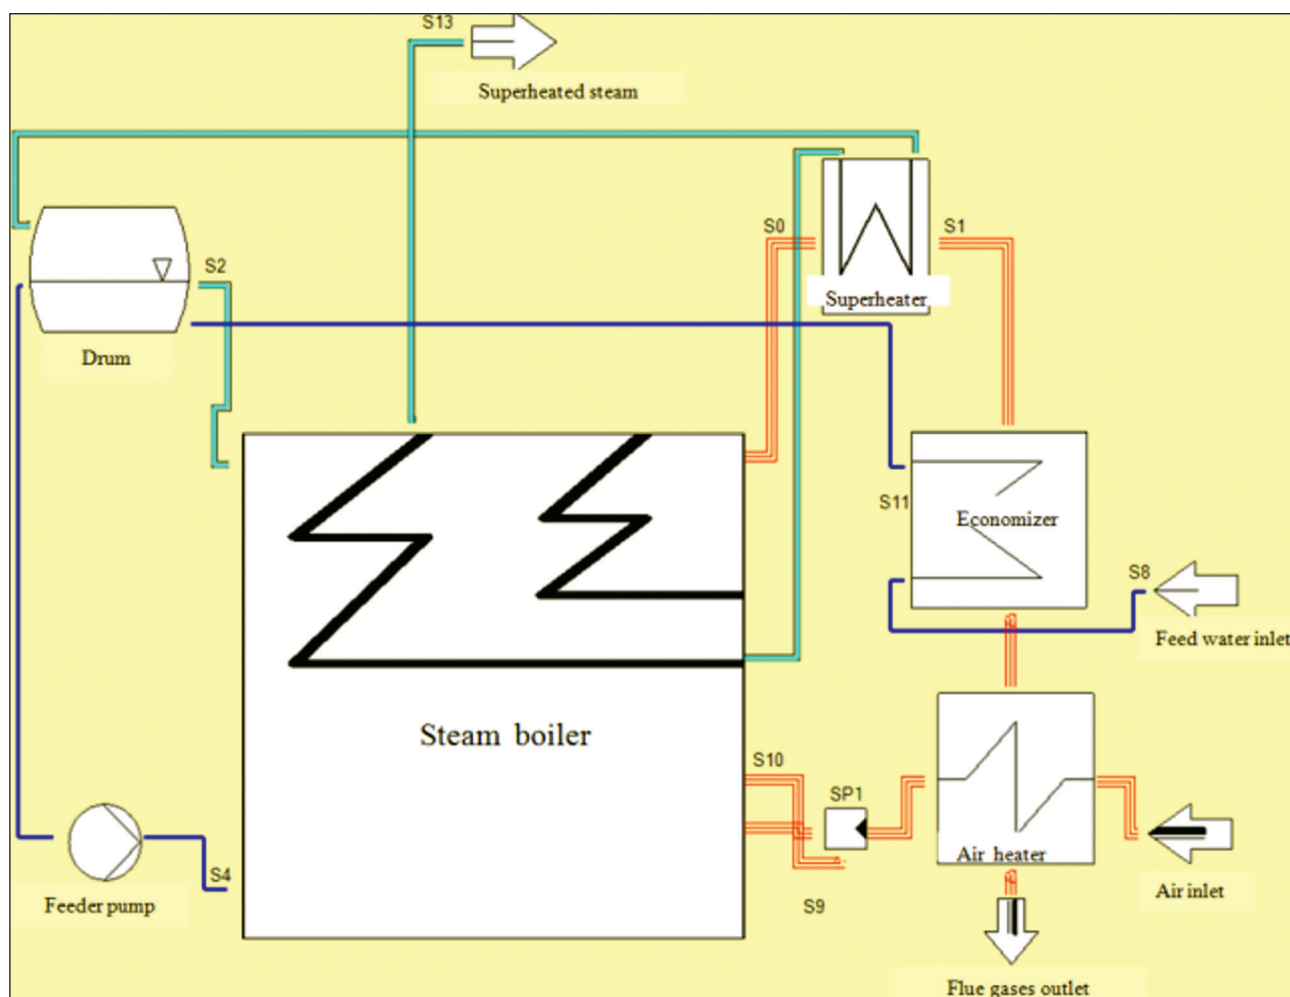 S13
Superheated steam
S0
S1
S2
Superheater
Drum
S11
Economizer
S8
Feed water inlet
Steam boiler
S10
SP1
Air heater
S4
Feeder pump
S9
Air inlet
Flue gases outlet